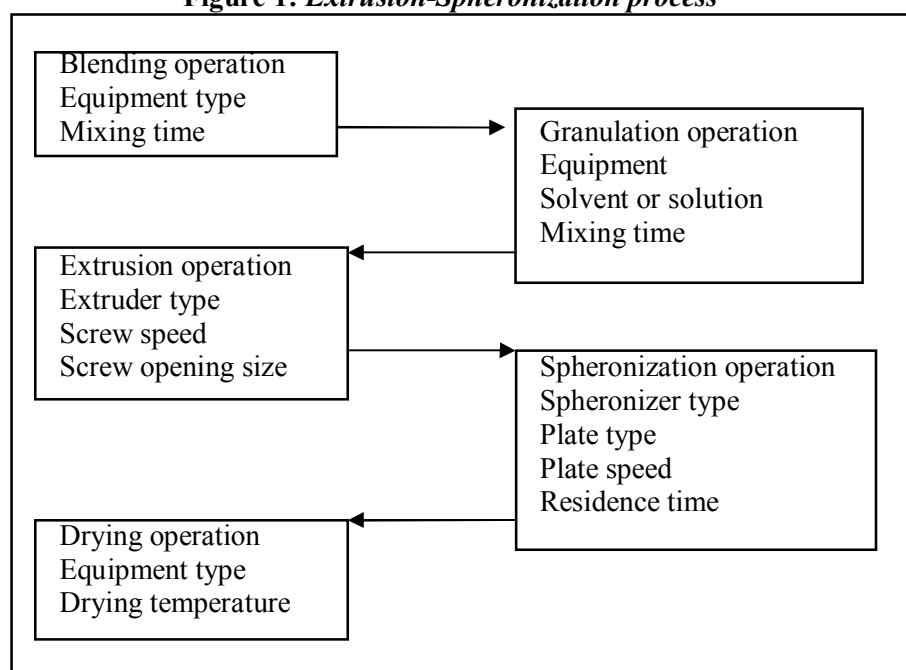 Figure 1: Extrusion-Spheronization process
Blending operation
Equipment type
Mixing time
Granulation operation
Equipment
Solvent or solution
Mixing time
Extrusion operation
Extruder type
Screw speed
Screw opening size
Spheronization operation
Spheronizer type
Plate type
Plate speed
Residence time
Drying operation
Equipment type
Drying temperature